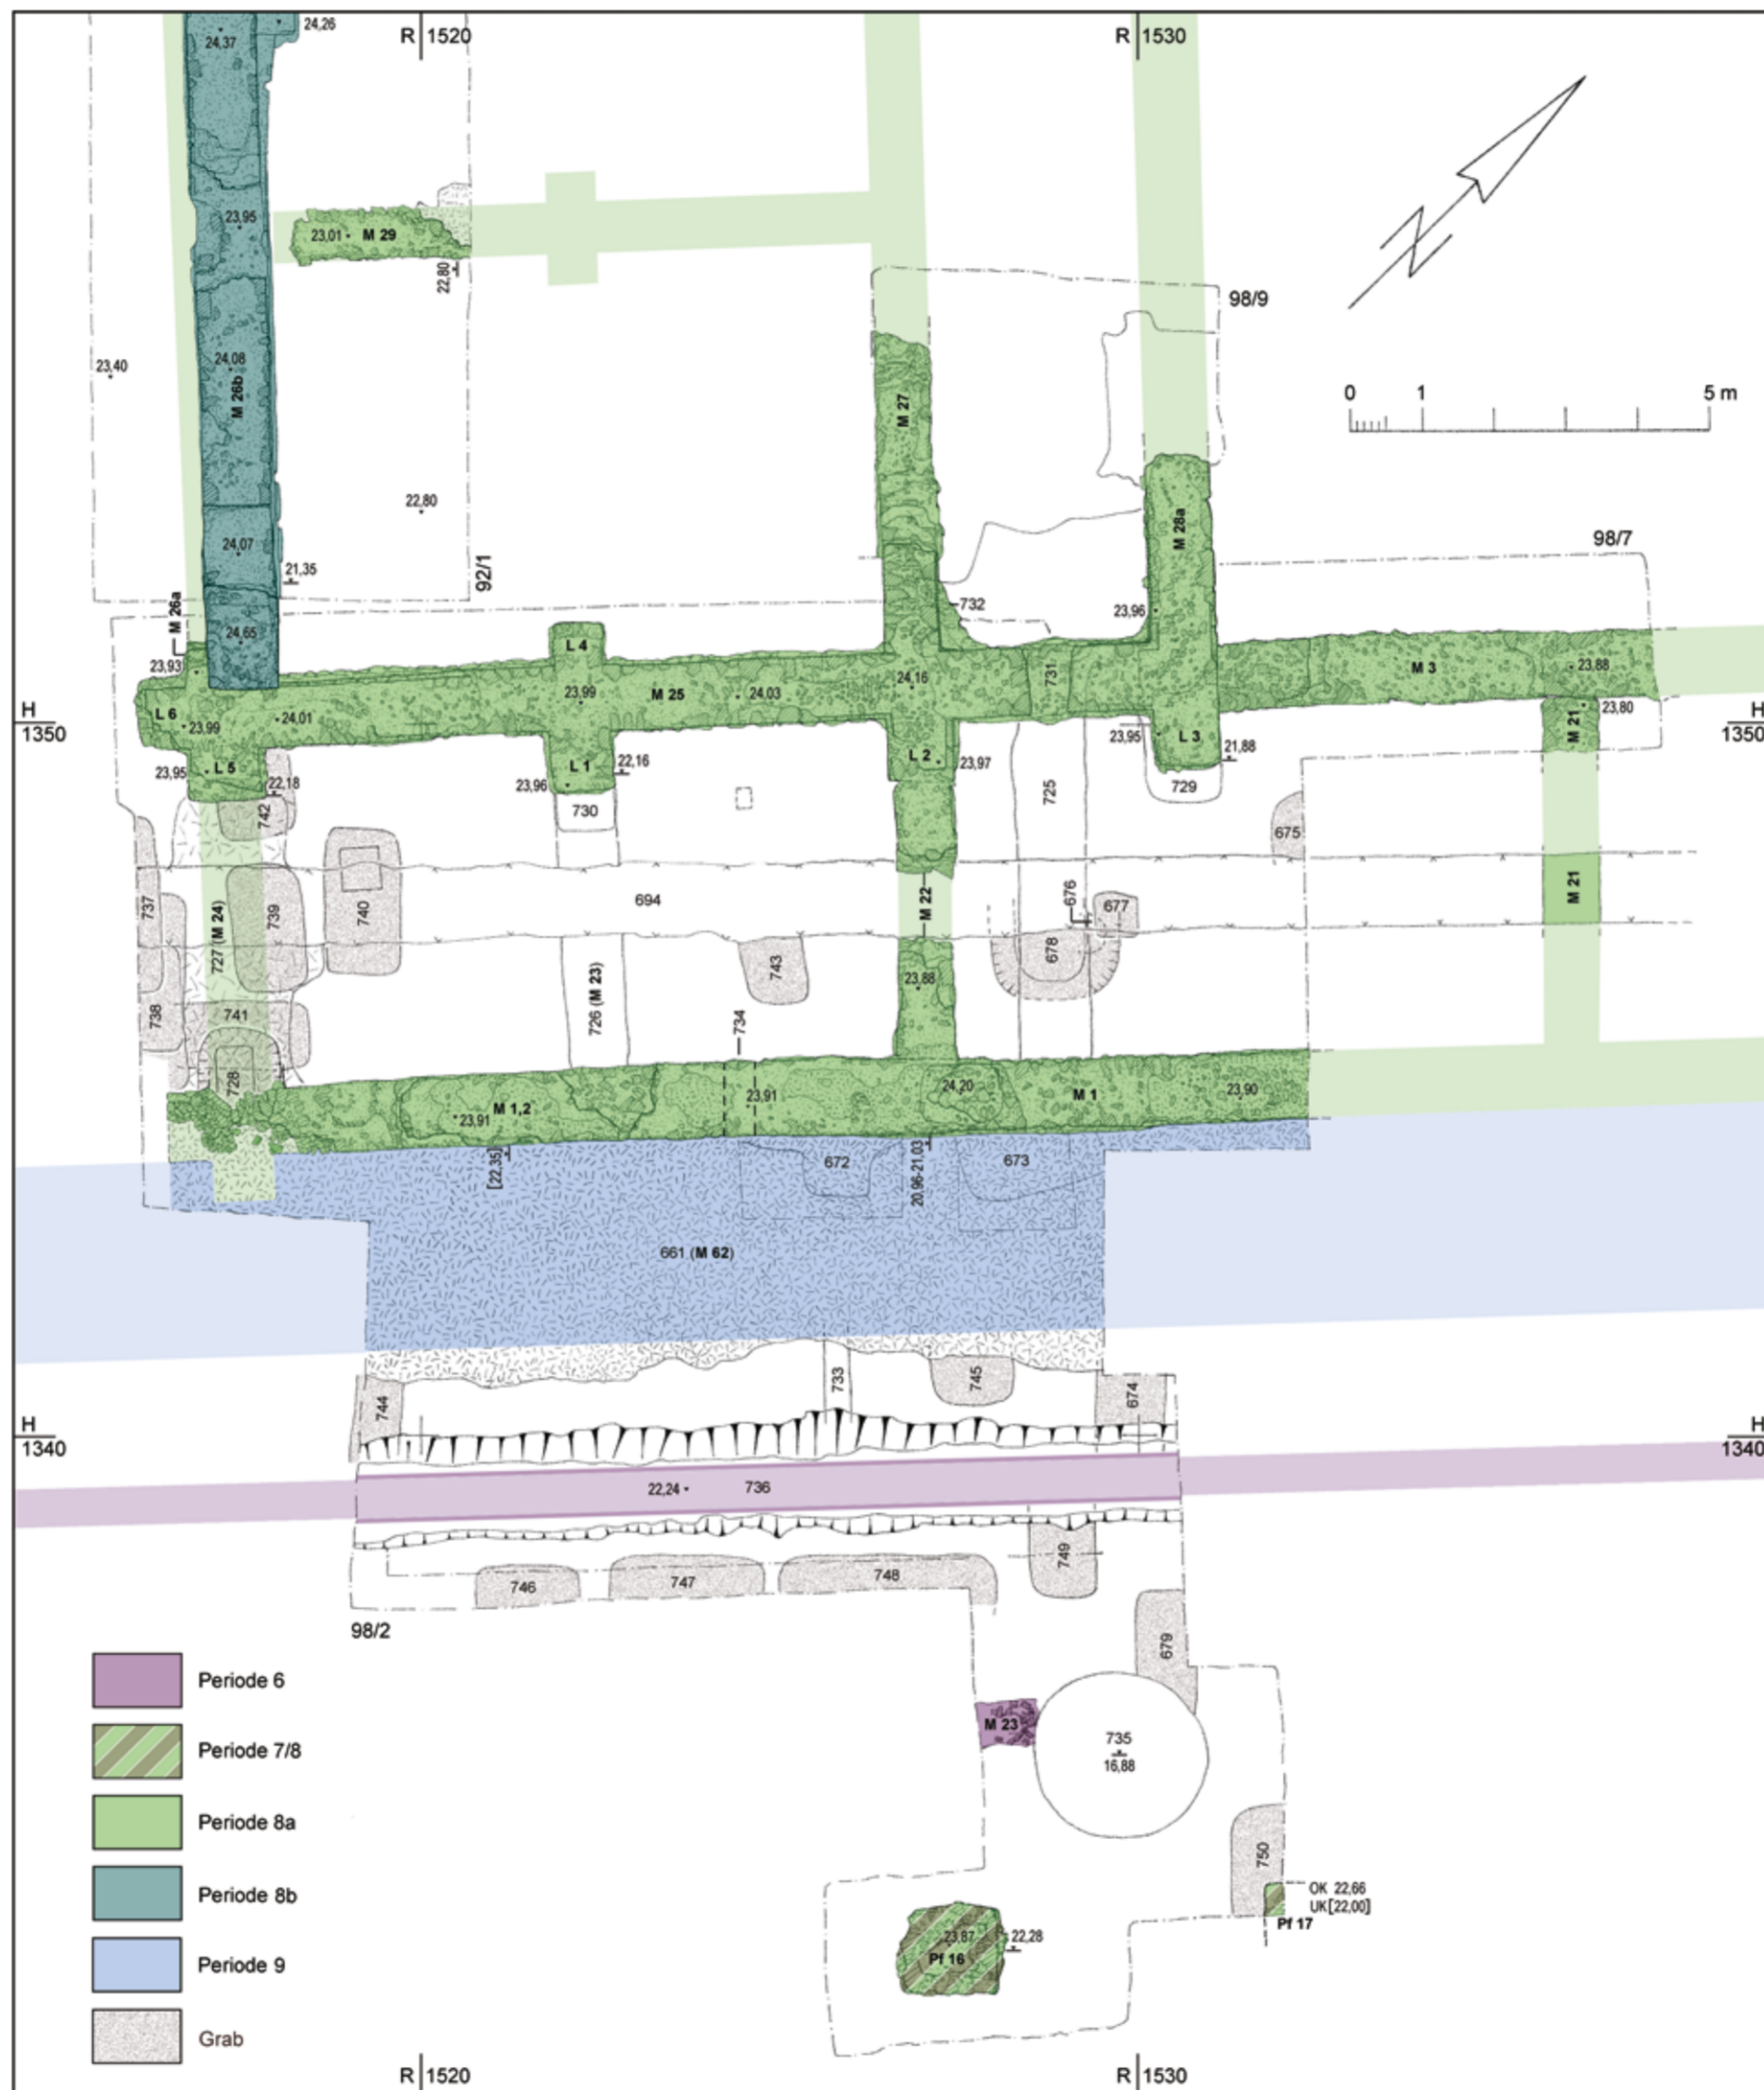 24,37
24,26
R 1520
R 1530
23,95
23,01
M 29
22,80
98/9
24,08
M 26b
23,40
M 27
0 1 5 m
22,80
M 28a
24,07
21,35
92/1
98/7
M 26a
24,65
732
23,96
23,93
L 4
L 6
23,99
24,01
23,99
M 25
24,03
24,16
731
M 3
23,88
H
1350
H
1350
23,95
L 5
22,18
L 1
22,16
23,96
L 2
23,97
23,95
L 3
21,88
M 21
23,80
742
730
725
729
675
737
727 (M 24)
739
740
694
M 22
676
677
M 21
738
741
726 (M 23)
743
23,88
678
734
728
23,91
M 1,2
23,91
24,20
M 1
23,90
[22,35]
672
20,96-21,03
673
661 (M 62)
744
733
745
674
H
1340
H
1340
22,24
736
746
747
748
749
98/2
679
Periode 6
M 23
735
16,88
Periode 7/8
Periode 8a
750
Periode 8b
OK 22,66
UK[22,00]
Pf 17
23,87
22,28
Pf 16
Periode 9
Grab
R 1520
R 1530